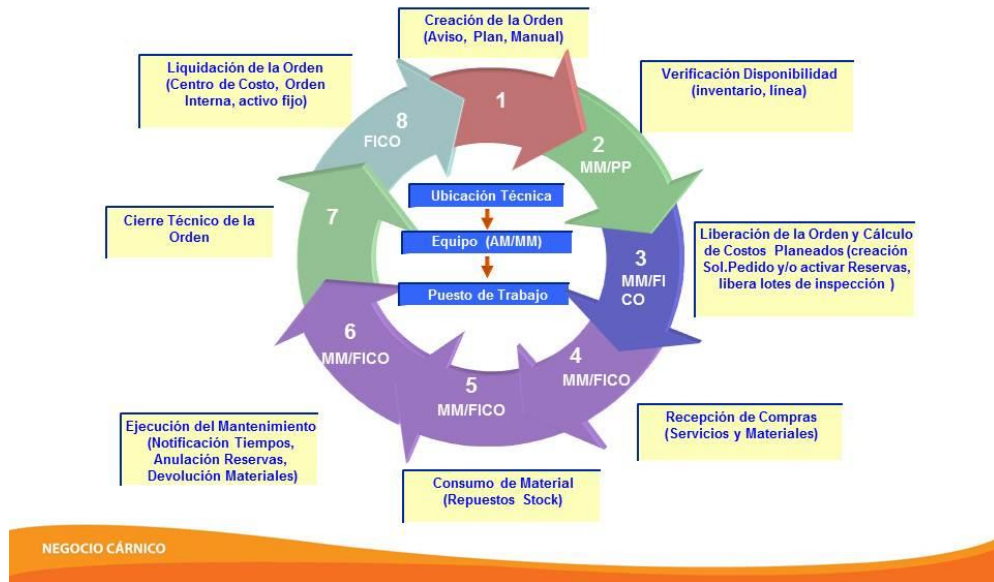 Creación de la Orden
(Aviso, Plan, Manual)
Liquidación de la Orden
(Centro de Costo, Orden
Interna, activo fijo)
Verificación Disponibilidad
(inventario, línea)
1
8
FICO
2
MM/PP
Ubicación Técnica
Cierre Técnico de la
Orden
7
Equipo (AM/MM)
3
MM/FI
CO
Liberación de la Orden y Cálculo
de Costos Planeados (creación
Sol.Pedido y/o activar Reservas,
libera lotes de inspección )
Puesto de Trabajo
6
MM/FICO
5
MM/FICO
4
MM/FICO
Ejecución del Mantenimiento
(Notificación Tiempos,
Anulación Reservas,
Devolución Materiales)
Recepción de Compras
(Servicios y Materiales)
Consumo de Material
(Repuestos Stock)
NEGOCIO CÁRNICO